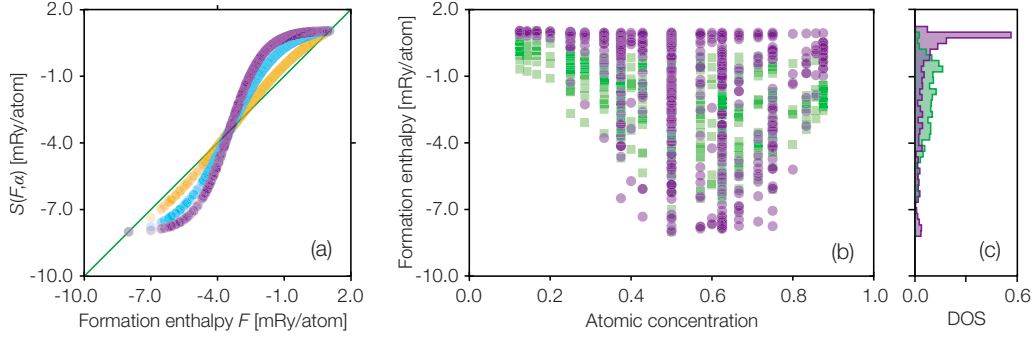 S(F,α) [mRy/atom]
2.0
-1.0
-4.0
-7.0
-10.0
-10.0 -7.0 -4.0 -1.0 2.0
Formation enthalpy F [mRy/atom]
(a)
Formation enthalpy [mRy/atom]
2.0
-1.0
-4.0
-7.0
-10.0
0.0 0.2 0.4 0.6 0.8 1.0
Atomic concentration
(b)
(c)
0.0 0.6
DOS